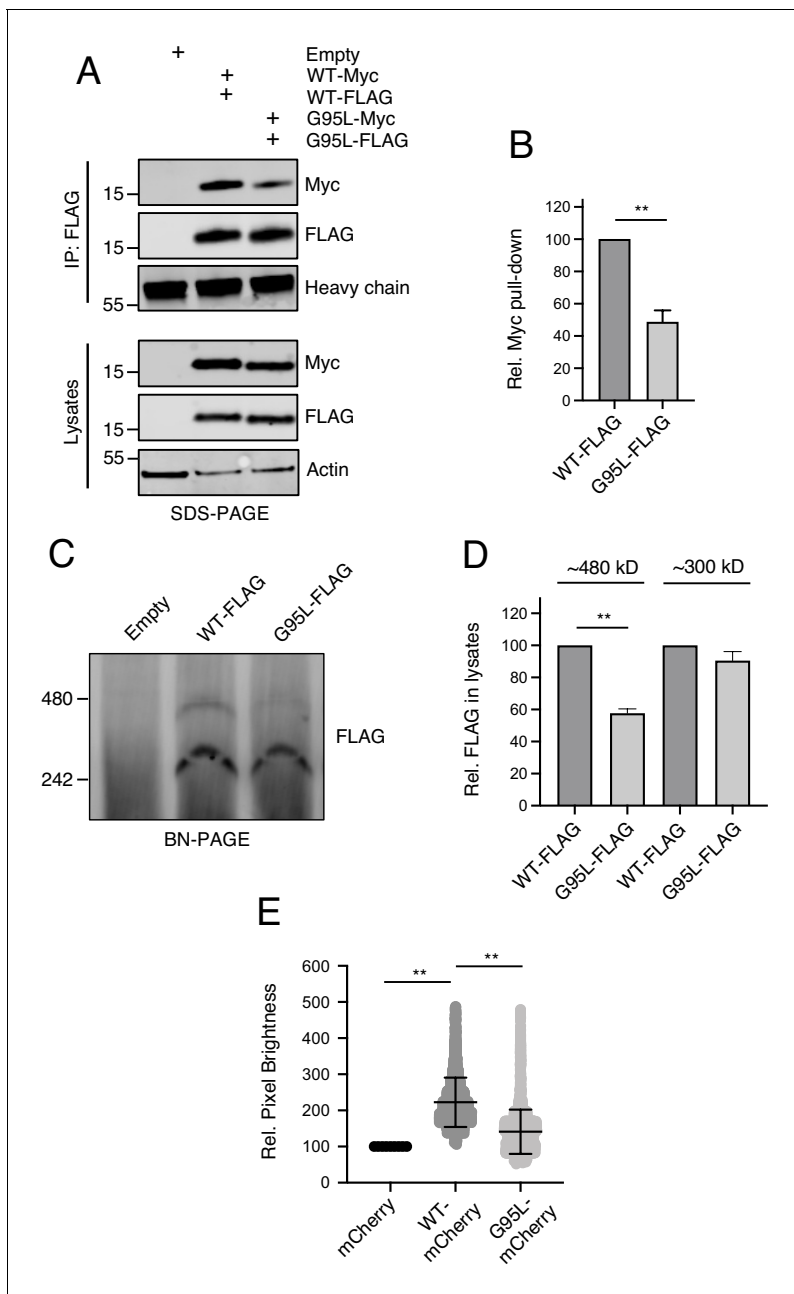 A
+ Empty
+ WT-Myc
+ WT-FLAG
+ G95L-Myc
+ G95L-FLAG
IP: FLAG
15 Myc
15 FLAG
55 Heavy chain
Lysates
15 Myc
15 FLAG
55 Actin
SDS-PAGE
B
**
Rel. Myc pull-down
120
100
80
60
40
20
0
WT-FLAG
G95L-FLAG
C
Empty
WT-FLAG
G95L-FLAG
480
242
FLAG
BN-PAGE
D
~480 kD
~300 kD
**
Rel. FLAG in lysates
120
100
80
60
40
20
0
WT-FLAG
G95L-FLAG
WT-FLAG
G95L-FLAG
E
**
**
Rel. Pixel Brightness
600
500
400
300
200
100
0
mCherry
WT-
mCherry
G95L-
mCherry